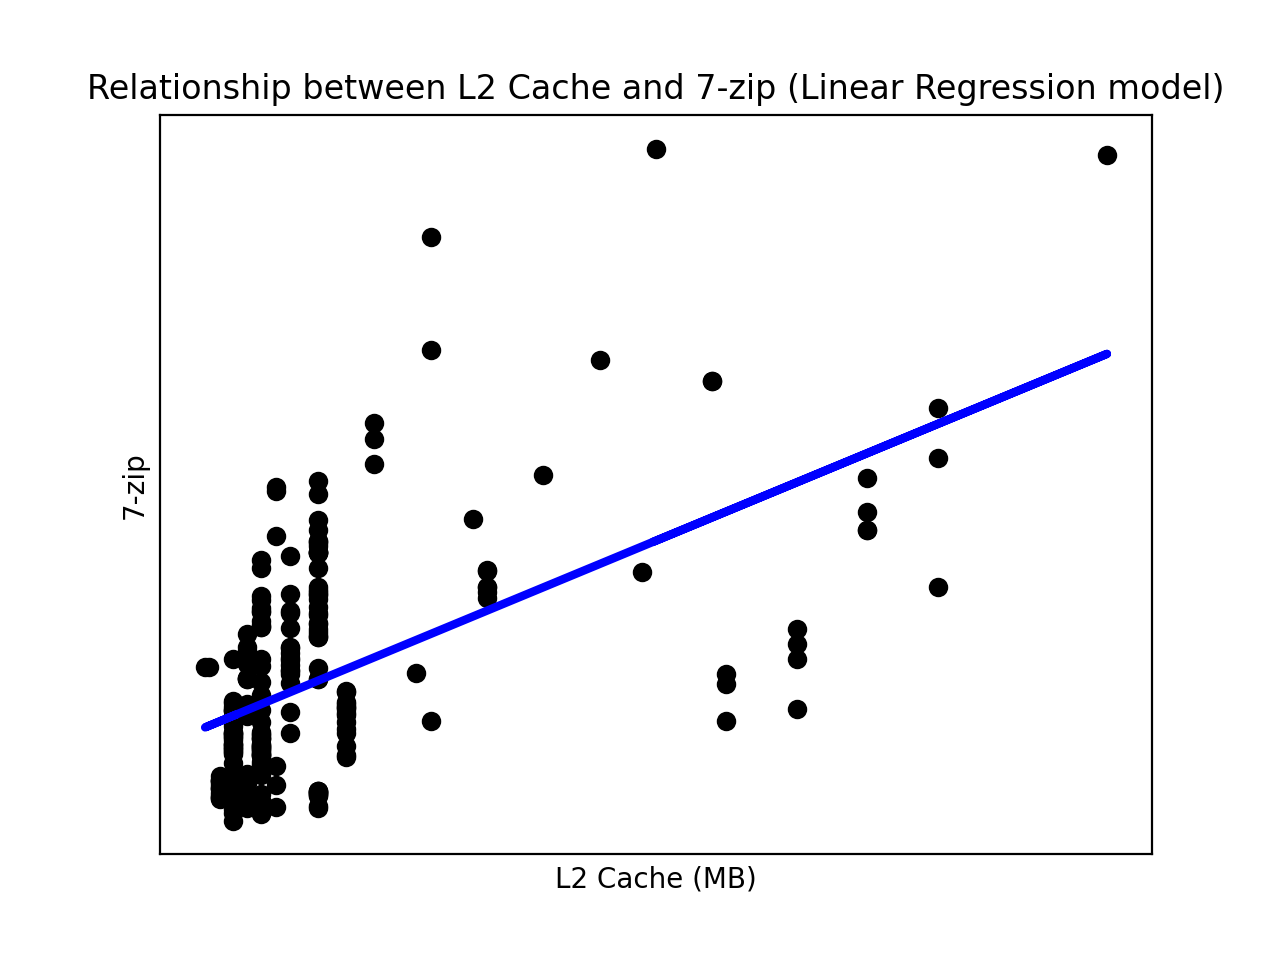 Relationship between L2 Cache and 7-zip (Linear Regression model)
7-zip
L2 Cache (MB)